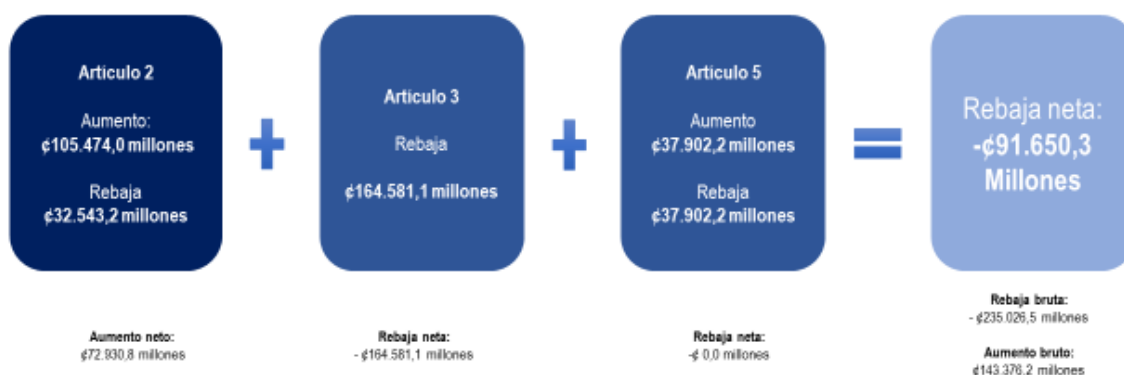 Artículo 2
Aumento:
₡105.474,0 millones
Rebaja
₡32.543,2 millones
+
Artículo 3
Rebaja
₡164.581,1 millones
+
Artículo 5
Aumento
₡37.902,2 millones
Rebaja
₡37.902,2 millones
=
Rebaja neta:
-₡91.650,3
Millones
Aumento neto:
₡72.930,8 millones
Rebaja neta:
- ₡164.581,1 millones
Rebaja neta:
-₡ 0,0 millones
Rebaja bruta:
- ₡235.026,5 millones
Aumento bruto:
₡143.376,2 millones